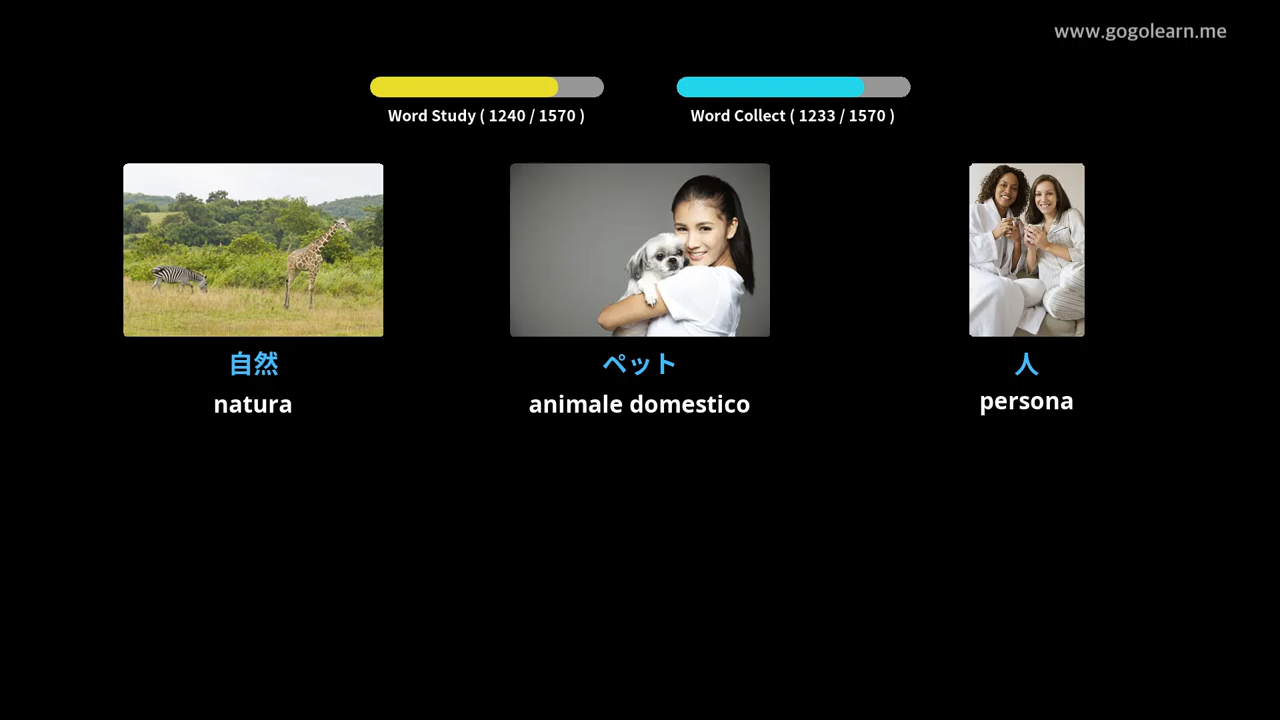 www.gogolearn.me
Word Study ( 1240 / 1570 )
Word Collect ( 1233 / 1570 )
自然
natura
ペット
animale domestico
人
persona